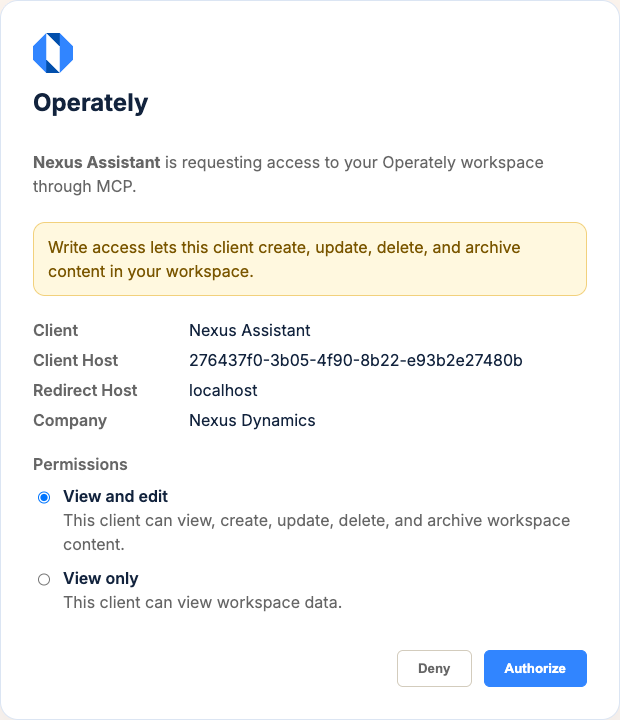 Operately
Nexus Assistant is requesting access to your Operately workspace
through MCP.
Write access lets this client create, update, delete, and archive
content in your workspace.
Client Nexus Assistant
Client Host 276437f0-3b05-4f90-8b22-e93b2e27480b
Redirect Host localhost
Company Nexus Dynamics
Permissions
View and edit
This client can view, create, update, delete, and archive workspace
content.
View only
This client can view workspace data.
Deny Authorize